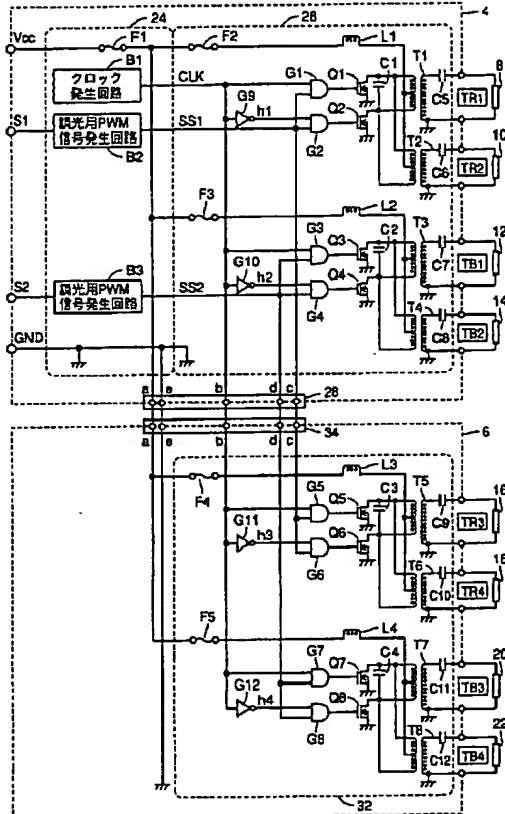 24
26
4
Vcc
F1
F2
L1
B1
クロック
発生回路
CLK
G1
Q1
C1
T1
8
G9
h1
C5
TR1
S1
調光用PWM
信号発生回路
SS1
G2
Q2
B2
T2
10
C6
TR2
F3
L2
T3
12
G3
Q3
C2
G10
h2
C7
TB1
B3
S2
調光用PWM
信号発生回路
SS2
G4
Q4
T4
14
C8
TB2
GND
a
e
b
d
c
28
a
e
b
d
c
34
6
F4
L3
T5
16
G5
Q5
C3
G11
h3
C9
TR3
G6
Q6
T6
18
C10
TR4
F5
L4
T7
20
G7
Q7
C4
G12
h4
C11
TB3
G8
Q8
T8
22
C12
TB4
32